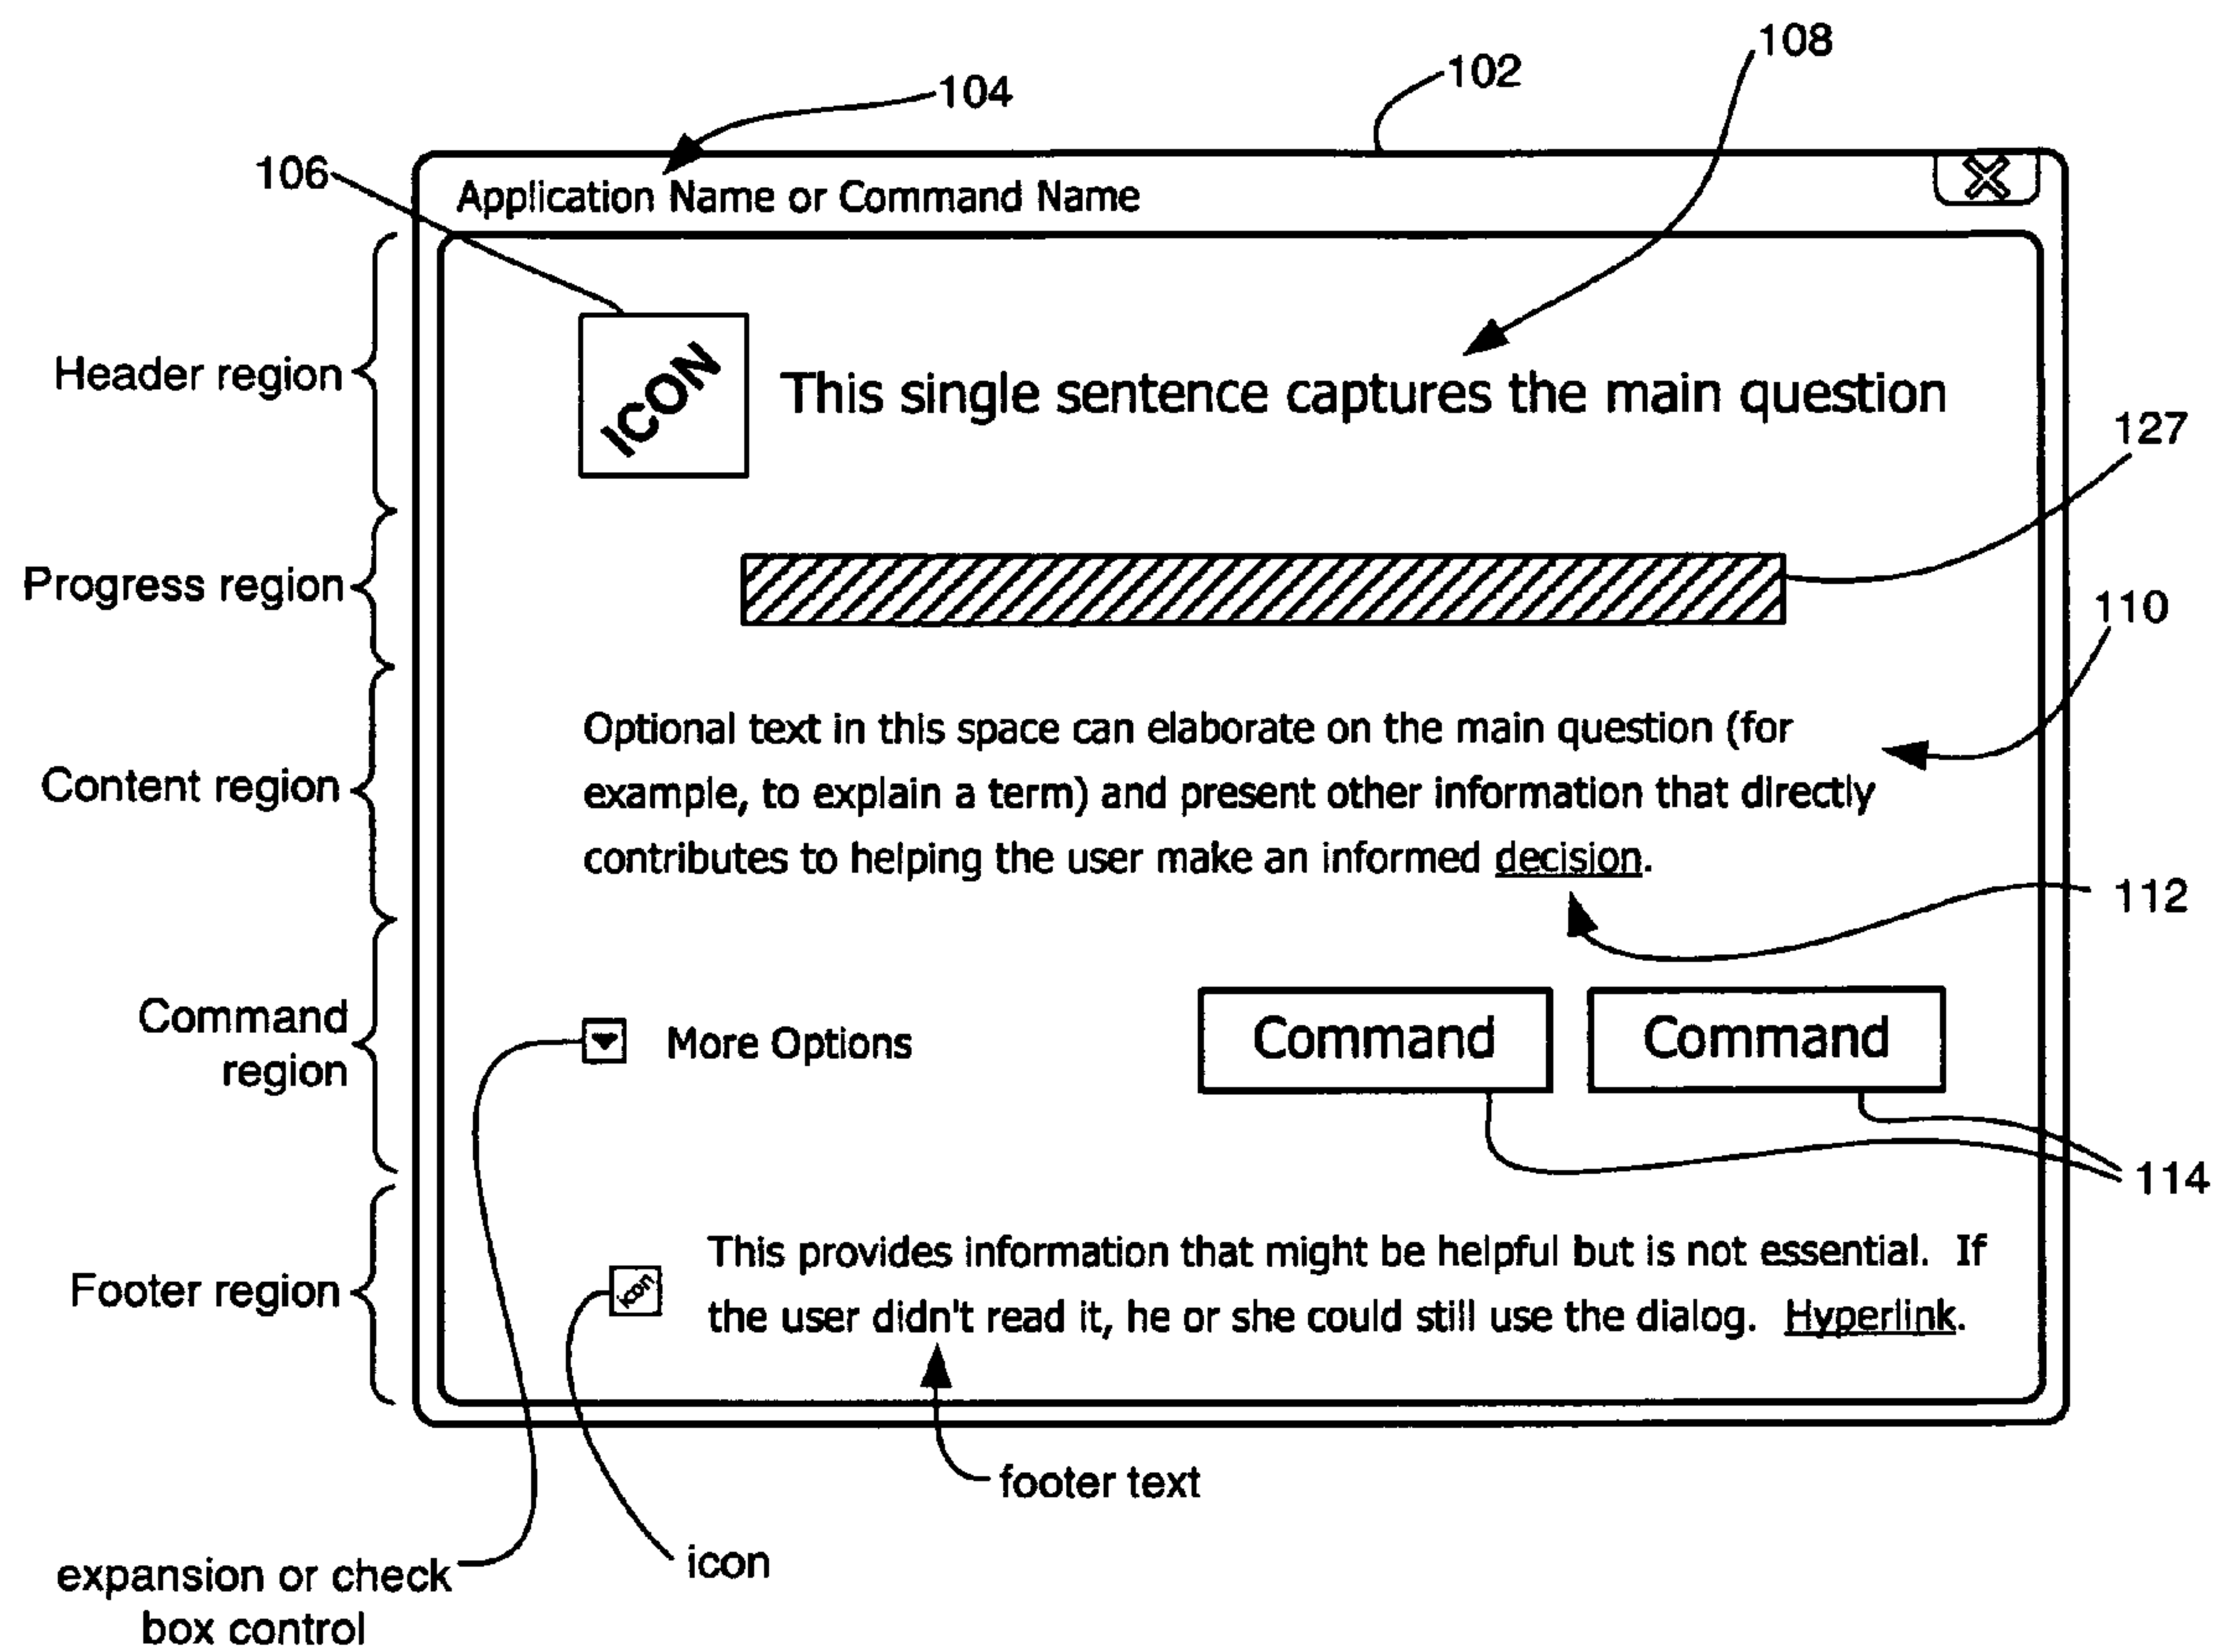 108
102
104
106
Application Name or Command Name
Header region
ICON
This single sentence captures the main question
127
Progress region
110
Content region
Optional text in this space can elaborate on the main question (for
example, to explain a term) and present other information that directly
contributes to helping the user make an informed decision.
112
Command
region
More Options
Command
Command
114
Footer region
icon
This provides information that might be helpful but is not essential. If
the user didn't read it, he or she could still use the dialog. Hyperlink.
footer text
icon
expansion or check
box control